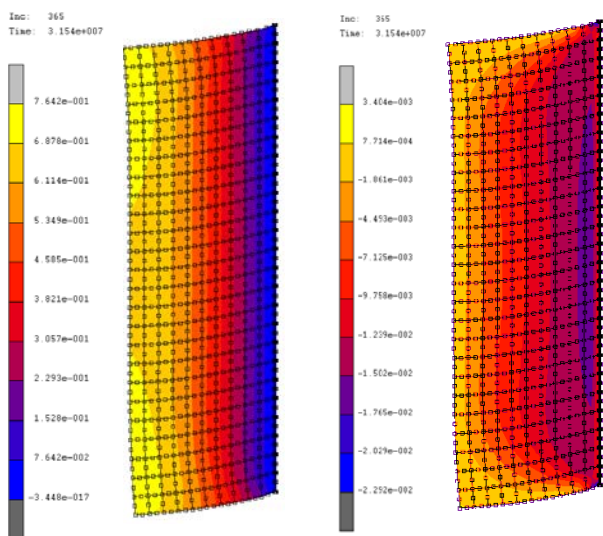 Inc: 365
Time: 3.154e+007
7.642e-001
6.878e-001
6.114e-001
5.349e-001
4.585e-001
3.821e-001
3.057e-001
2.293e-001
1.528e-001
7.642e-002
-3.448e-017
Inc: 365
Time: 3.154e+007
3.404e-003
7.714e-004
-1.861e-003
-4.493e-003
-7.125e-003
-9.758e-003
-1.239e-002
-1.502e-002
-1.765e-002
-2.029e-002
-2.292e-002